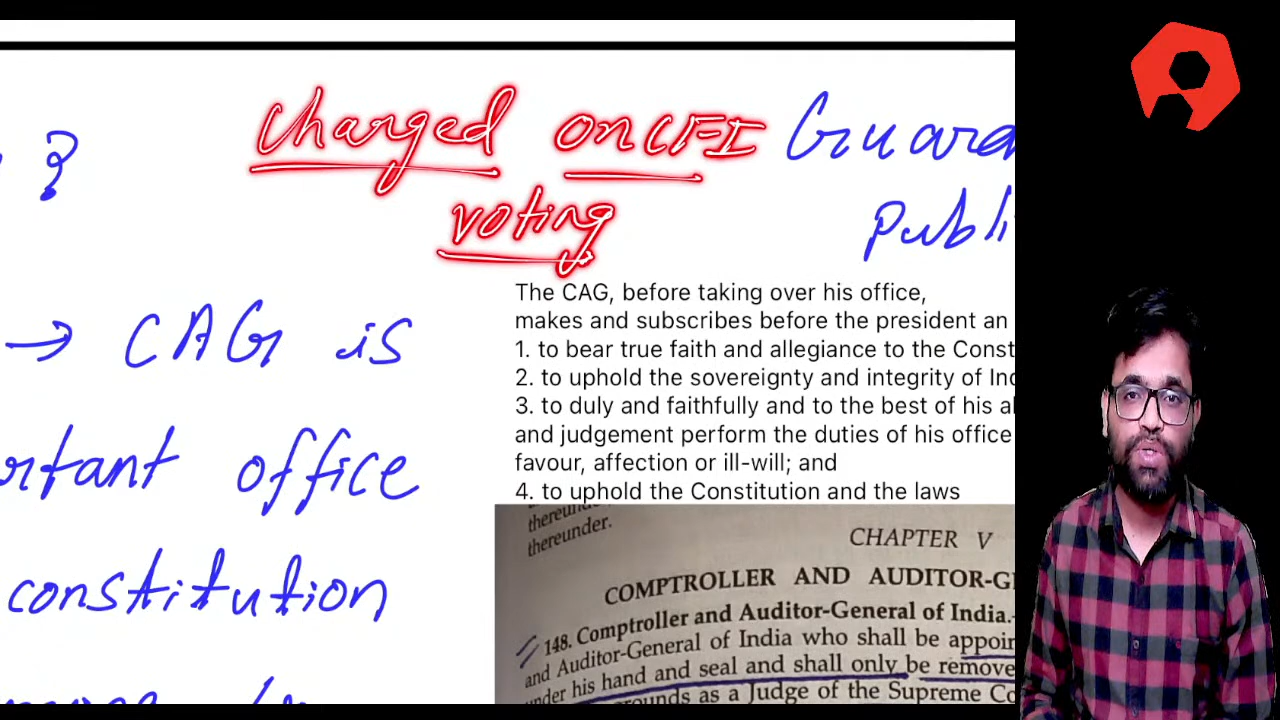 charged on CFI Guard
voting
Publi
?
→ CAG is
rtant office
constitution
The CAG, before taking over his office,
makes and subscribes before the president an
1. to bear true faith and allegiance to the Const
2. to uphold the sovereignty and integrity of Ind
3. to duly and faithfully and to the best of his al
and judgement perform the duties of his office
favour, affection or ill-will; and
4. to uphold the Constitution and the laws
thereunder.
CHAPTER V
COMPTROLLER AND AUDITOR-G
148. Comptroller and Auditor-General of India.
and Auditor-General of India who shall be appoin
under his hand and seal and shall only be remove
grounds as a Judge of the Supreme Co